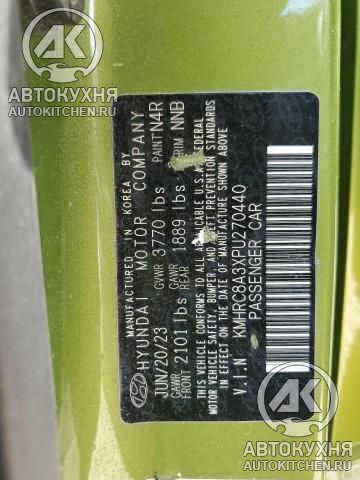 АК
АВТОКУХНЯ
AUTOKITCHEN.RU
MANUFACTURED IN KOREA BY
HYUNDAI MOTOR COMPANY
JUN/20/23 GVWR 3770 lbs PAINT N4R
GAWR FRONT 2101 lbs GAWR REAR 1889 lbs TRIM NNB
THIS VEHICLE CONFORMS TO ALL APPLICABLE U.S.A. FEDERAL
MOTOR VEHICLE SAFETY, BUMPER, AND THEFT PREVENTION STANDARDS
IN EFFECT ON THE DATE OF MANUFACTURE SHOWN ABOVE
V.I.N KMHRC8A3XPU270440
PASSENGER CAR
АК
АВТОКУХНЯ
AUTOKITCHEN.RU